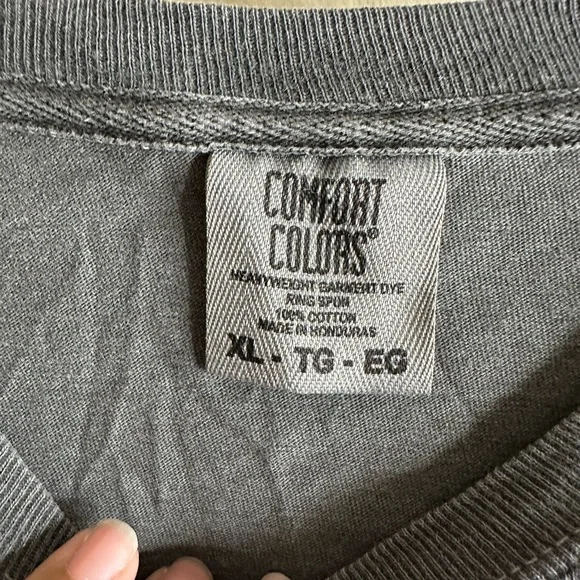 COMFORT
COLORS®
HEAVYWEIGHT GARMENT DYE
RING SPUN
100% COTTON
MADE IN HONDURAS
XL - TG - EG